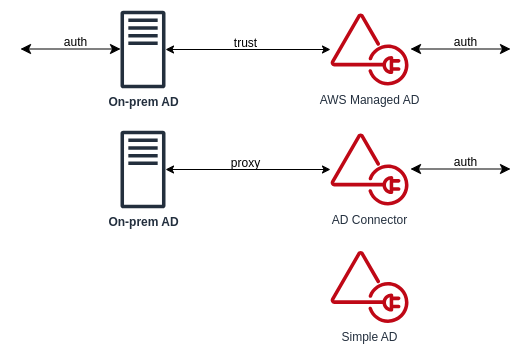 auth
trust
auth
On-prem AD
AWS Managed AD
proxy
auth
On-prem AD
AD Connector
Simple AD